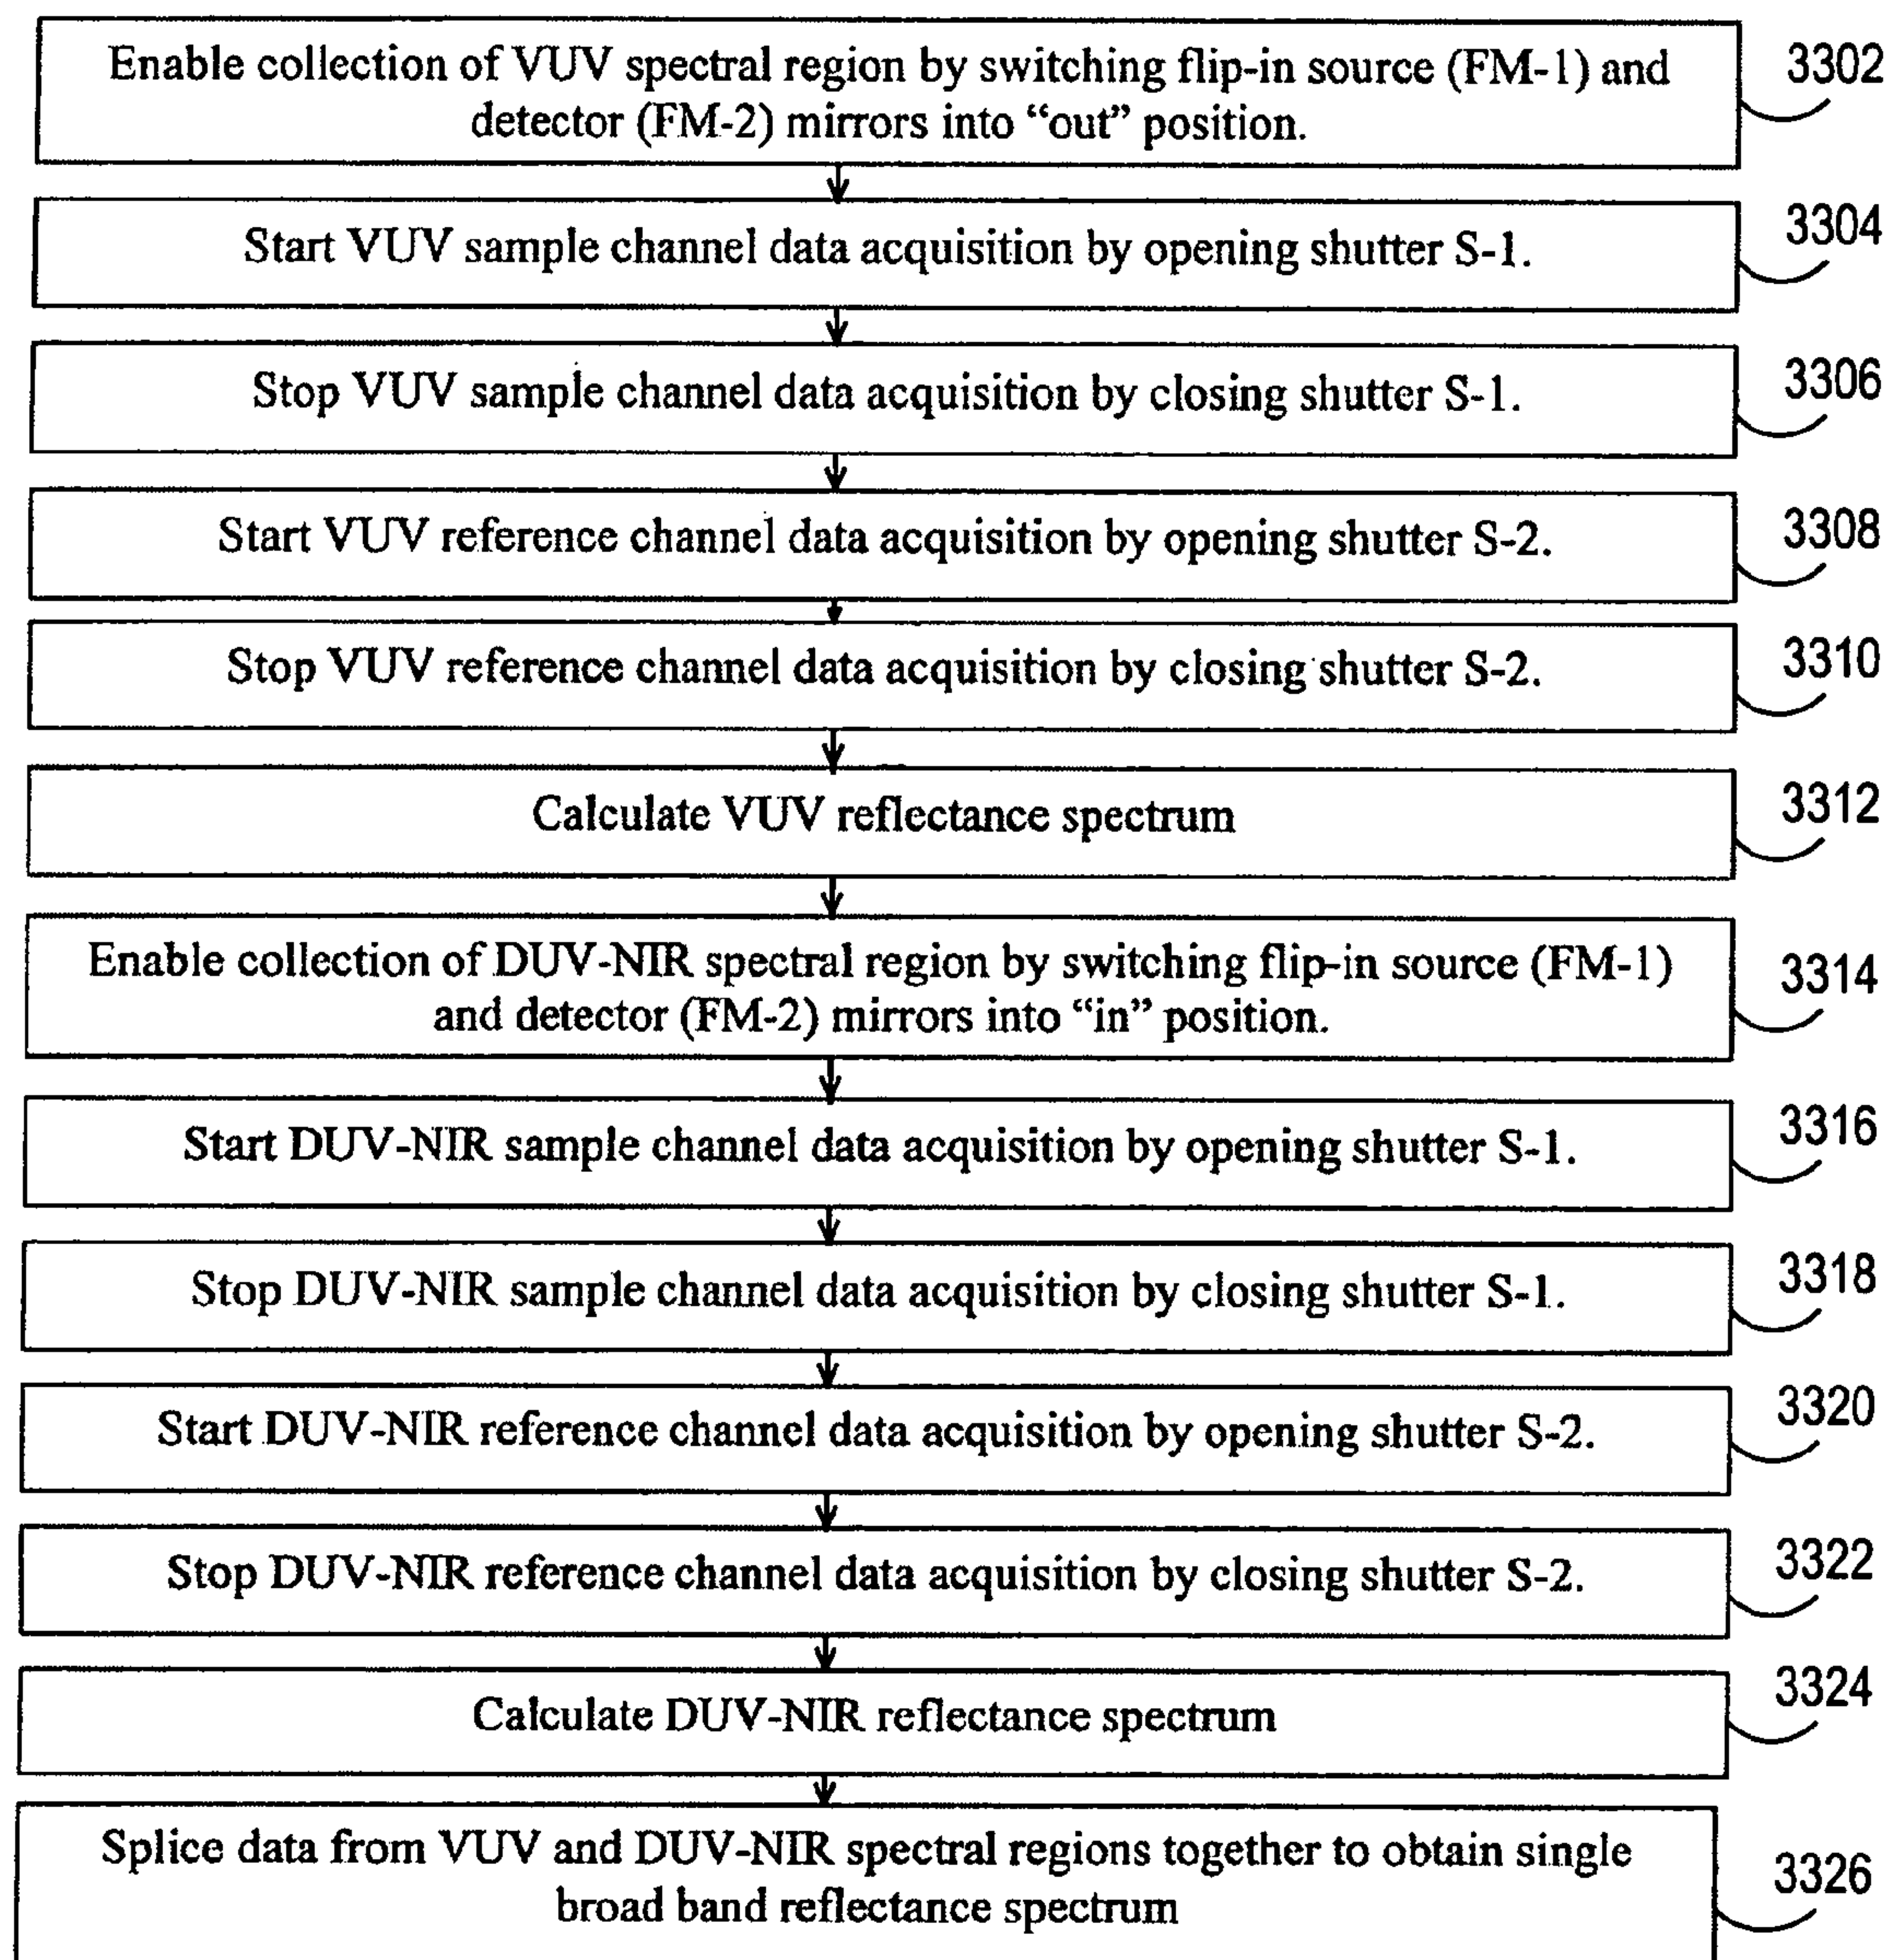 Enable collection of VUV spectral region by switching flip-in source (FM-1) and
detector (FM-2) mirrors into “out” position.
3302
Start VUV sample channel data acquisition by opening shutter S-1.
3304
Stop VUV sample channel data acquisition by closing shutter S-1.
3306
Start VUV reference channel data acquisition by opening shutter S-2.
3308
Stop VUV reference channel data acquisition by closing shutter S-2.
3310
Calculate VUV reflectance spectrum
3312
Enable collection of DUV-NIR spectral region by switching flip-in source (FM-1)
and detector (FM-2) mirrors into “in” position.
3314
Start DUV-NIR sample channel data acquisition by opening shutter S-1.
3316
Stop DUV-NIR sample channel data acquisition by closing shutter S-1.
3318
Start DUV-NIR reference channel data acquisition by opening shutter S-2.
3320
Stop DUV-NIR reference channel data acquisition by closing shutter S-2.
3322
Calculate DUV-NIR reflectance spectrum
3324
Splice data from VUV and DUV-NIR spectral regions together to obtain single
broad band reflectance spectrum
3326